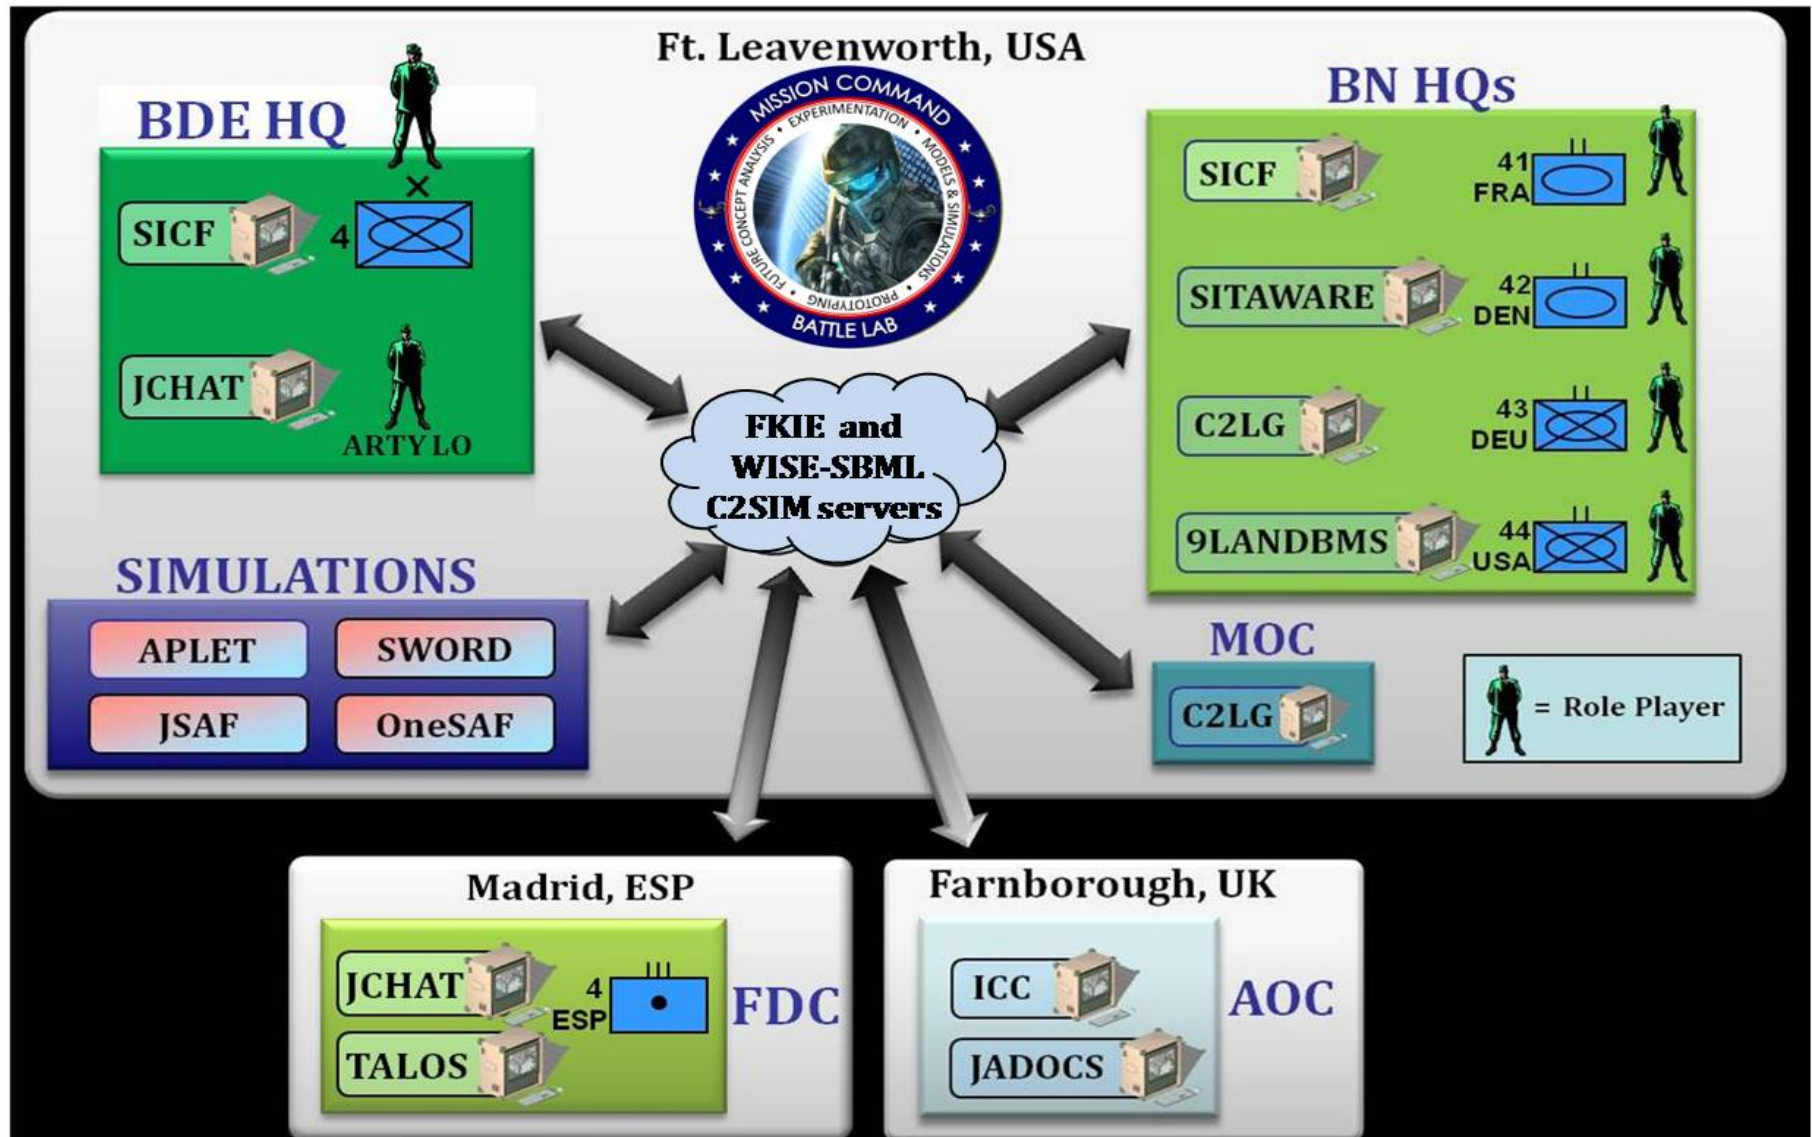 Ft. Leavenworth, USA
MISSION COMMAND
EXPERIMENTATION • MODELS & SIMULATIONS • PROTOTYPING • FUTURE CONCEPT ANALYSIS •
BATTLE LAB
BDE HQ
SICF
4
JCHAT
ARTY LO
BN HQs
SICF
41
FRA
SITAWARE
42
DEN
C2LG
43
DEU
9LANDBMS
44
USA
FKIE and
WISE-SBML
C2SIM servers
SIMULATIONS
APLET
SWORD
JSAF
OneSAF
MOC
C2LG
= Role Player
Madrid, ESP
JCHAT
4
ESP
TALOS
FDC
Farnborough, UK
ICC
JADOCS
AOC